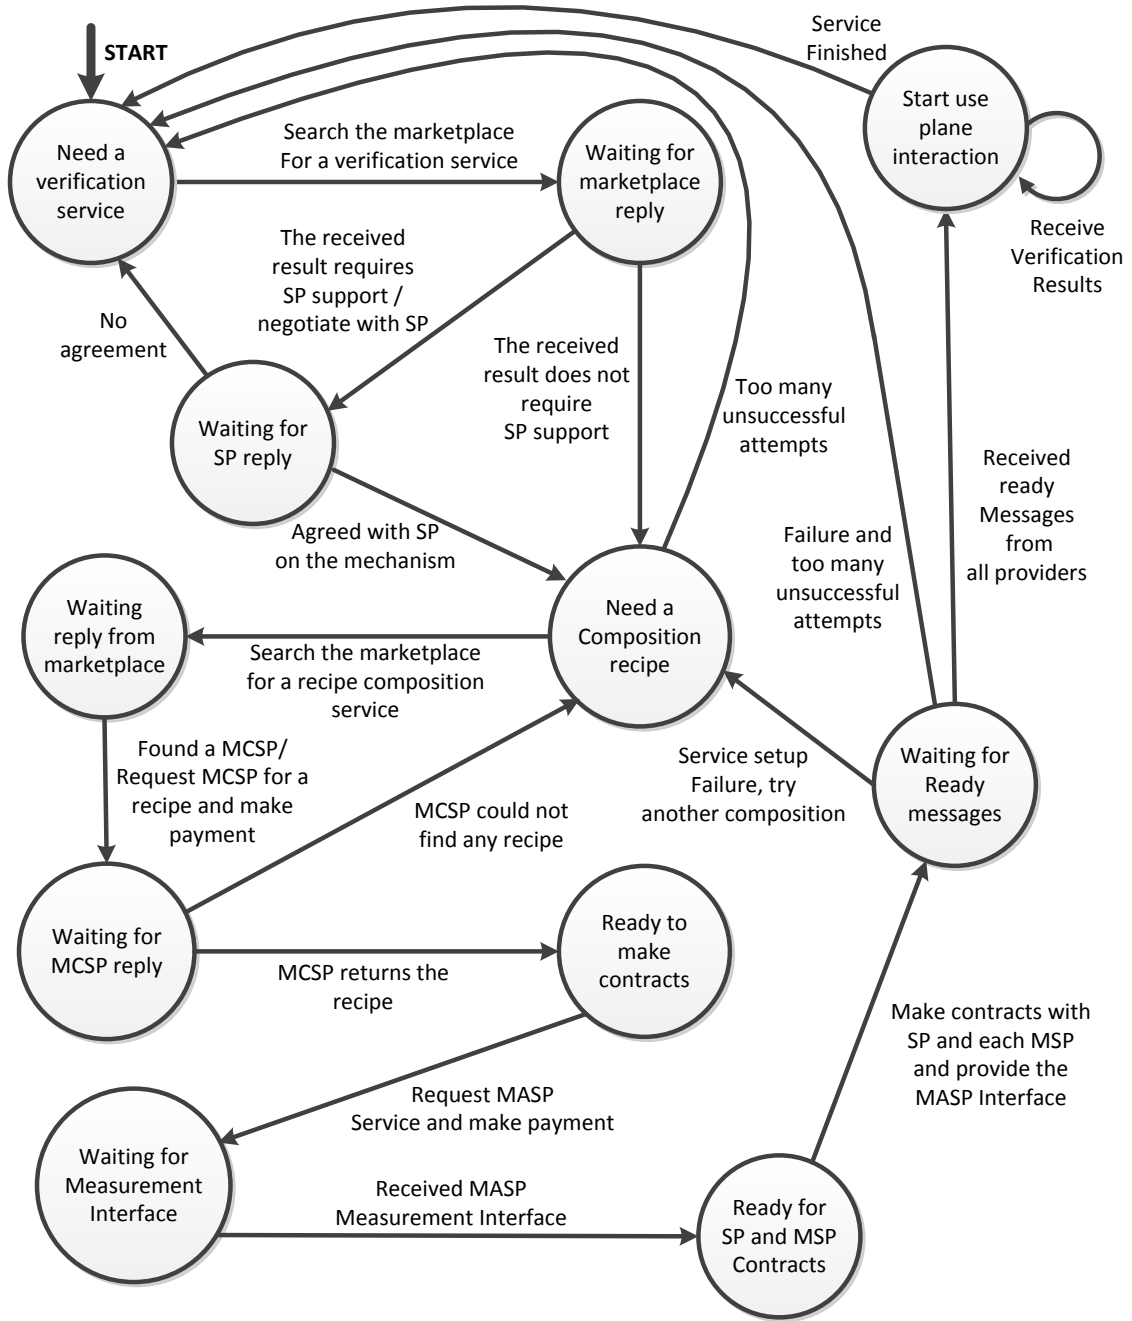 START
Service
Finished
Need a
verification
service
Search the marketplace
For a verification service
Waiting for
marketplace
reply
Start use
plane
interaction
Receive
Verification
Results
The received
result requires
SP support /
negotiate with SP
No
agreement
The received
result does not
require
SP support
Too many
unsuccessful
attempts
Waiting for
SP reply
Received
ready
Messages
from
all providers
Agreed with SP
on the mechanism
Failure and
too many
unsuccessful
attempts
Waiting
reply from
marketplace
Need a
Composition
recipe
Search the marketplace
for a recipe composition
service
Found a MCSP/
Request MCSP for a
recipe and make
payment
Service setup
Failure, try
another composition
Waiting for
Ready
messages
MCSP could not
find any recipe
Waiting for
MCSP reply
MCSP returns the
recipe
Ready to
make
contracts
Make contracts with
SP and each MSP
and provide the
MASP Interface
Request MASP
Service and make payment
Waiting for
Measurement
Interface
Received MASP
Measurement Interface
Ready for
SP and MSP
Contracts